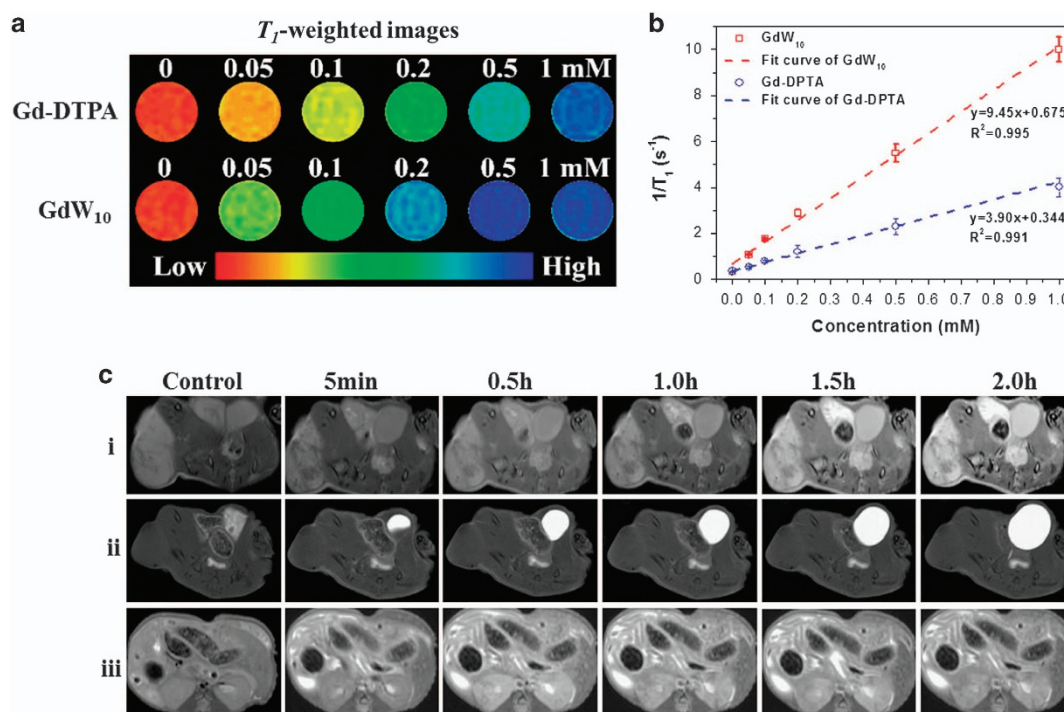 a
T₁-weighted images
0 0.05 0.1 0.2 0.5 1 mM
Gd-DTPA
0 0.05 0.1 0.2 0.5 1 mM
GdW₁₀
Low High
b
GdW₁₀
Fit curve of GdW₁₀
Gd-DPTA
Fit curve of Gd-DPTA
y=9.45x+0.675
R²=0.995
y=3.90x+0.344
R²=0.991
1/T₁ (s⁻¹)
10
8
6
4
2
0
0.0 0.1 0.2 0.3 0.4 0.5 0.6 0.7 0.8 0.9 1.0
Concentration (mM)
c
Control 5min 0.5h 1.0h 1.5h 2.0h
i
ii
iii